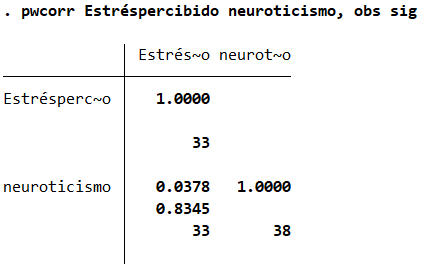 . pwcorr Estréspercibido neuroticismo, obs sig
Estrés~o neurot~o
Estrésperc~o 1.0000
33
neuroticismo 0.0378 1.0000
0.8345
33 38